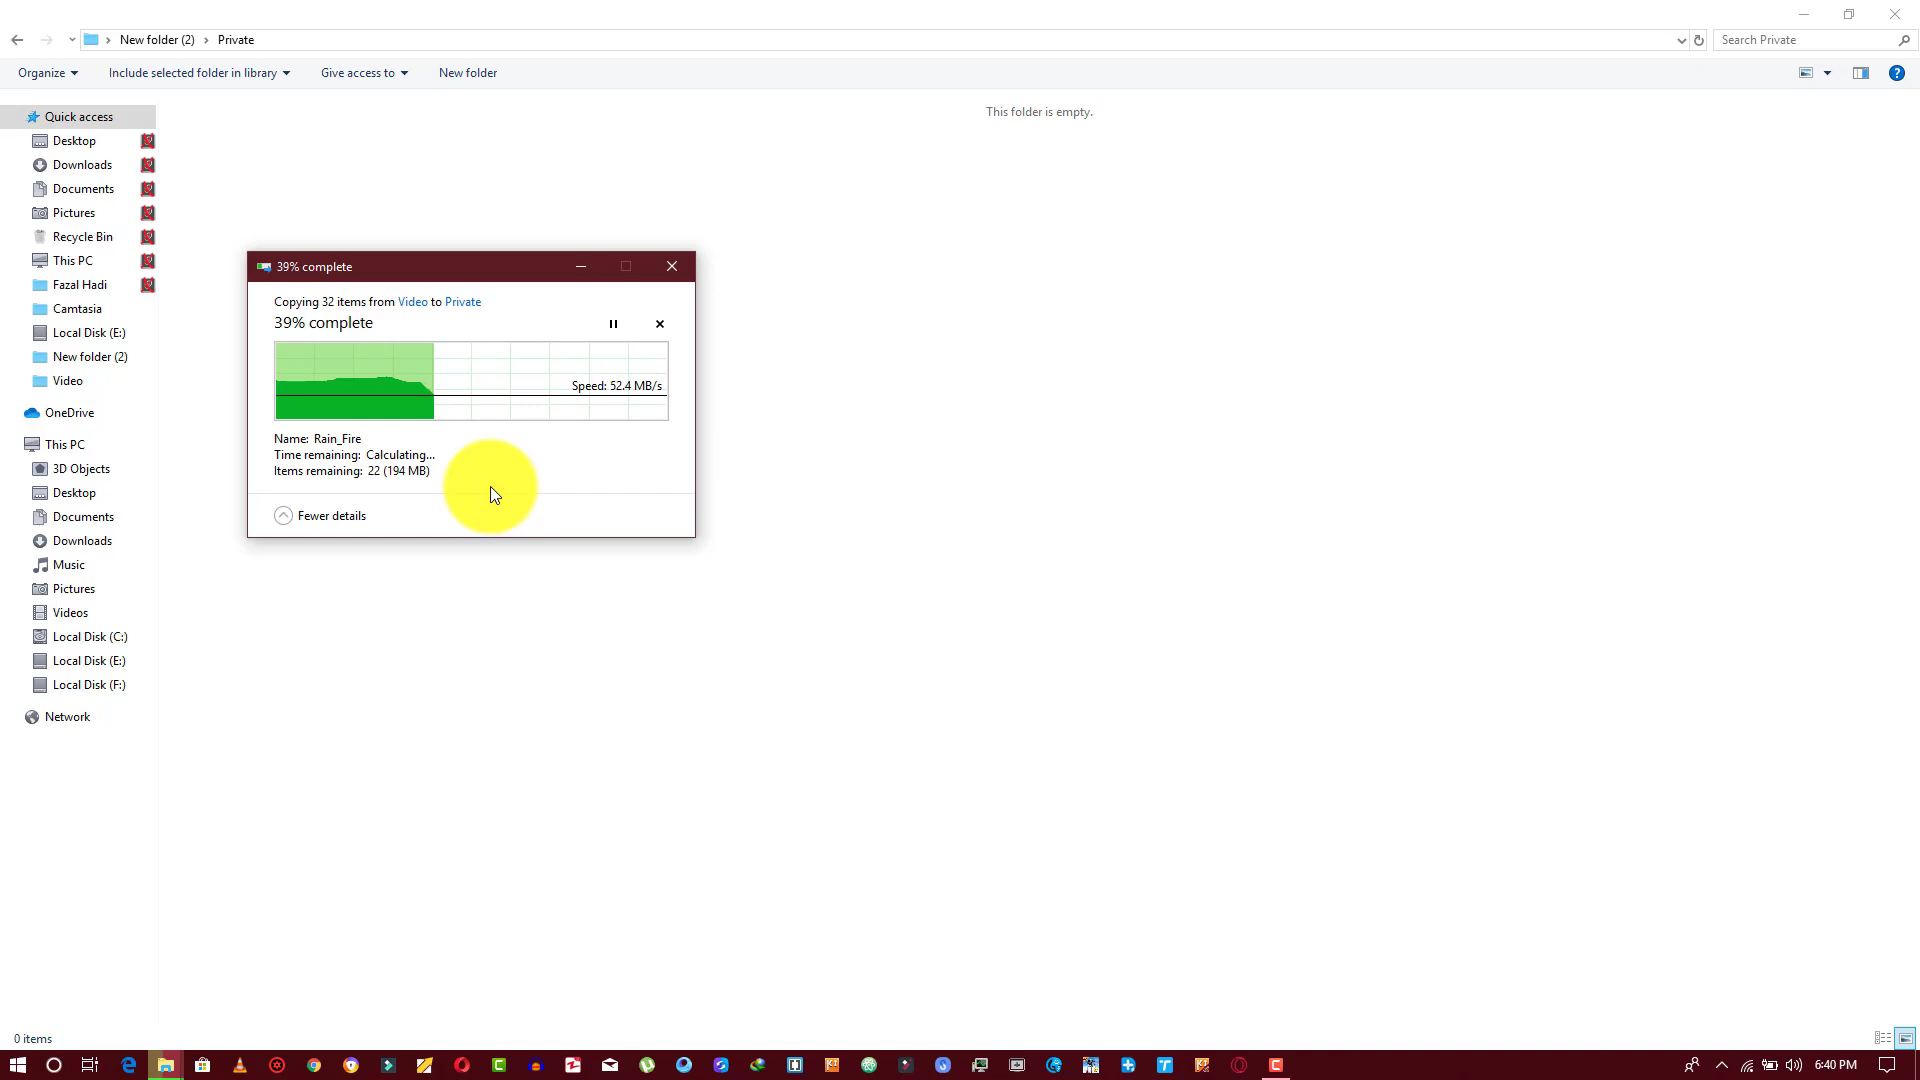 New folder (2) Private
Search Private
Organize Include selected folder in library Give access to New folder
This folder is empty.
Quick access
Desktop
Downloads
Documents
Pictures
Recycle Bin
This PC
Fazal Hadi
Camtasia
Local Disk (E:)
New folder (2)
Video
OneDrive
This PC
3D Objects
Desktop
Documents
Downloads
Music
Pictures
Videos
Local Disk (C:)
Local Disk (E:)
Local Disk (F:)
Network
39% complete
Copying 32 items from Video to Private
39% complete
Speed: 52.4 MB/s
Name: Rain_Fire
Time remaining: Calculating...
Items remaining: 22 (194 MB)
Fewer details
0 items
6:40 PM